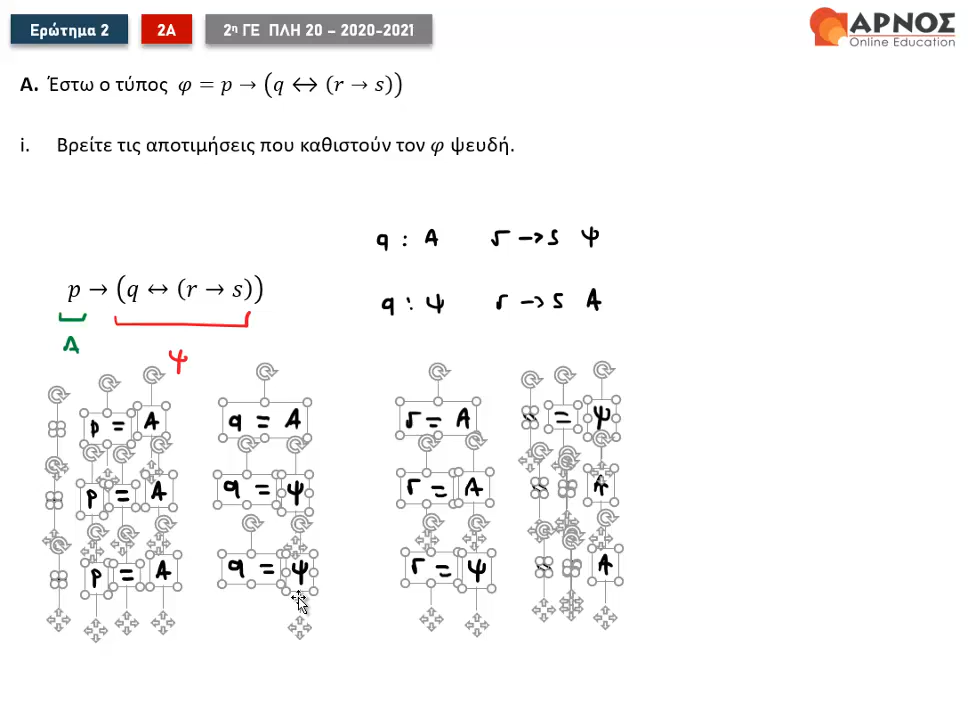 Ερώτημα 2 2Α 2η ΓΕ ΠΛΗ 20 – 2020-2021
ΑΡΝΟΣ
Online Education
Α. Έστω ο τύπος φ = p → (q ↔ (r → s))
i. Βρείτε τις αποτιμήσεις που καθιστούν τον φ ψευδή.
q : A r → s Ψ
p → (q ↔ (r → s))
q : Ψ r → s A
A
Ψ
p = A q = A r = A = Ψ
p = A q = Ψ r = A A
p = A q = Ψ r = Ψ A